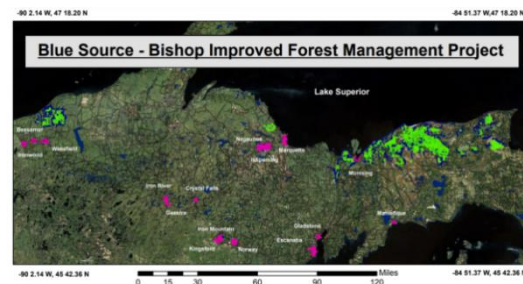 -90 2.14 W, 47 18.20 N
-84 51.37 W,47 18.20 N
Blue Source - Bishop Improved Forest Management Project
Lake Superior
Bessemer
Ironwood
Wakefield
Negaunee
Marquette
Ishpeming
Munising
Iron River
Crystal Falls
Gaastra
Manistique
Iron Mountain
Gladstone
Kingsford
Norway
Escanaba
-90 2.14 W, 45 42.36 N
-84 51.37 W, 45 42.36 N
Miles
0 15 30 60 90 120